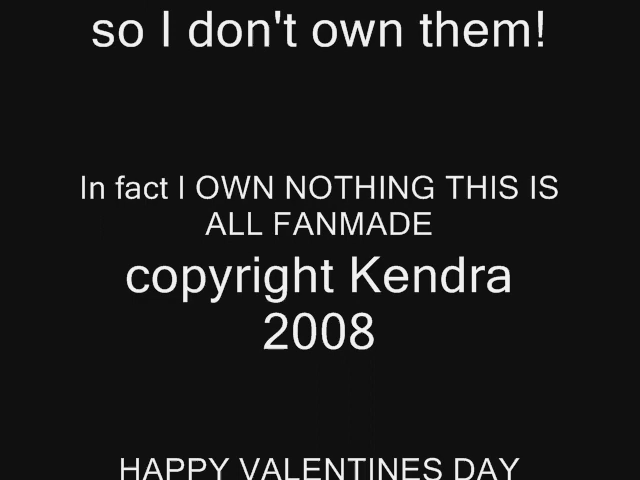 so I don't own them!
In fact I OWN NOTHING THIS IS
ALL FANMADE
copyright Kendra
2008
HAPPY VALENTINES DAY